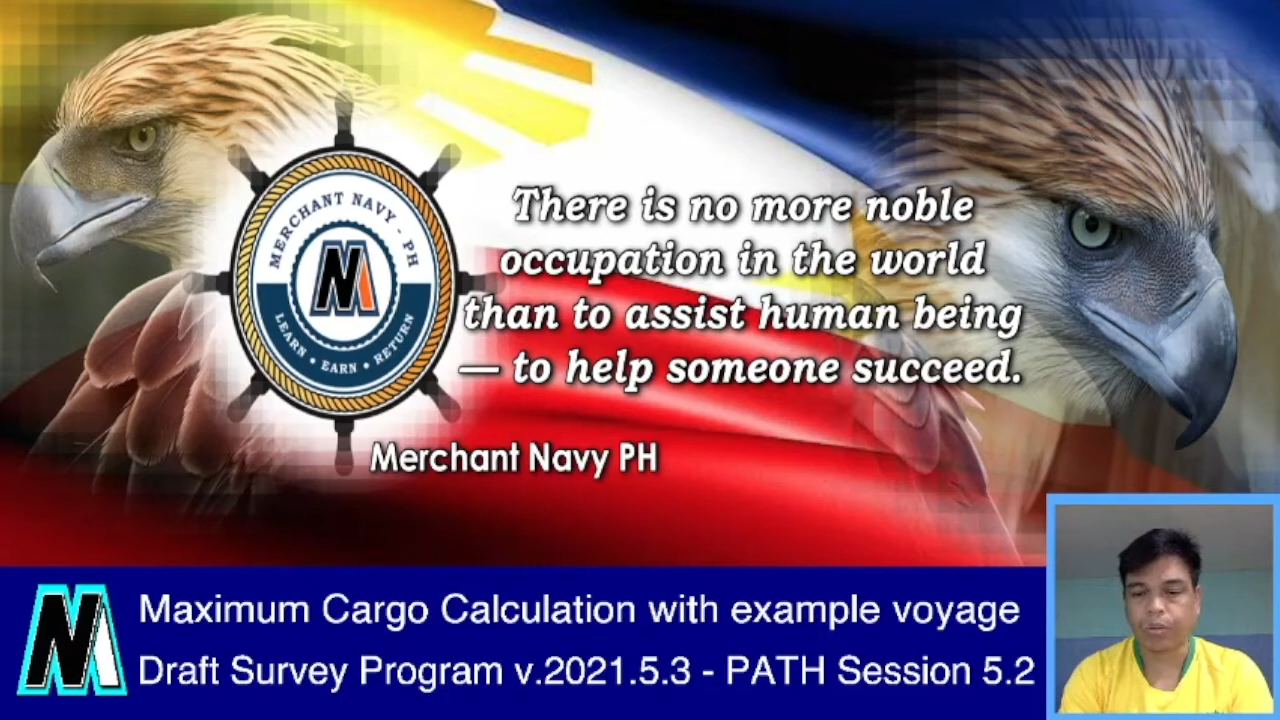 MERCHANT NAVY - PH
LEARN • EARN • RETURN
There is no more noble
occupation in the world
than to assist human being
— to help someone succeed.
Merchant Navy PH
Maximum Cargo Calculation with example voyage
Draft Survey Program v.2021.5.3 - PATH Session 5.2